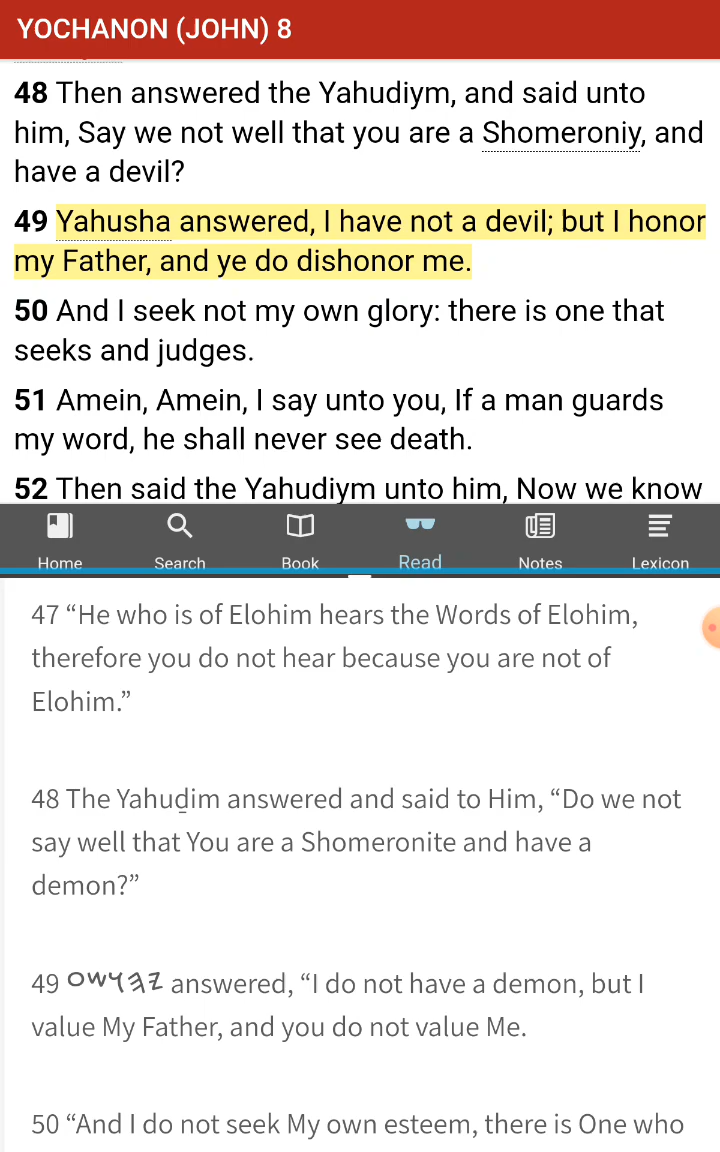 YOCHANON (JOHN) 8
48 Then answered the Yahudiym, and said unto
him, Say we not well that you are a Shomeroniy, and
have a devil?
49 Yahusha answered, I have not a devil; but I honor
my Father, and ye do dishonor me.
50 And I seek not my own glory: there is one that
seeks and judges.
51 Amein, Amein, I say unto you, If a man guards
my word, he shall never see death.
52 Then said the Yahudiym unto him, Now we know
Home Search Book Read Notes Lexicon
47 “He who is of Elohim hears the Words of Elohim,
therefore you do not hear because you are not of
Elohim.”
48 The Yahuḏim answered and said to Him, “Do we not
say well that You are a Shomeronite and have a
demon?”
49 𐤉𐤄𐤅𐤔𐤏 answered, “I do not have a demon, but I
value My Father, and you do not value Me.
50 “And I do not seek My own esteem, there is One who